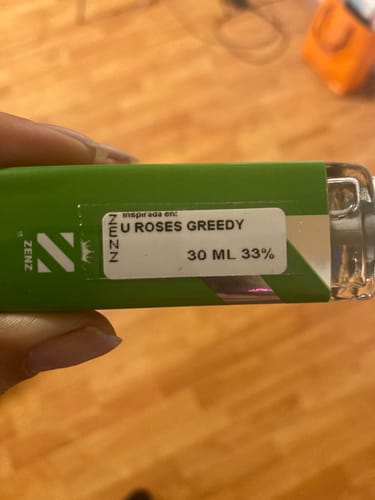 ZENZ
ZENZ
Inspirada en:
U ROSES GREEDY
30 ML 33%